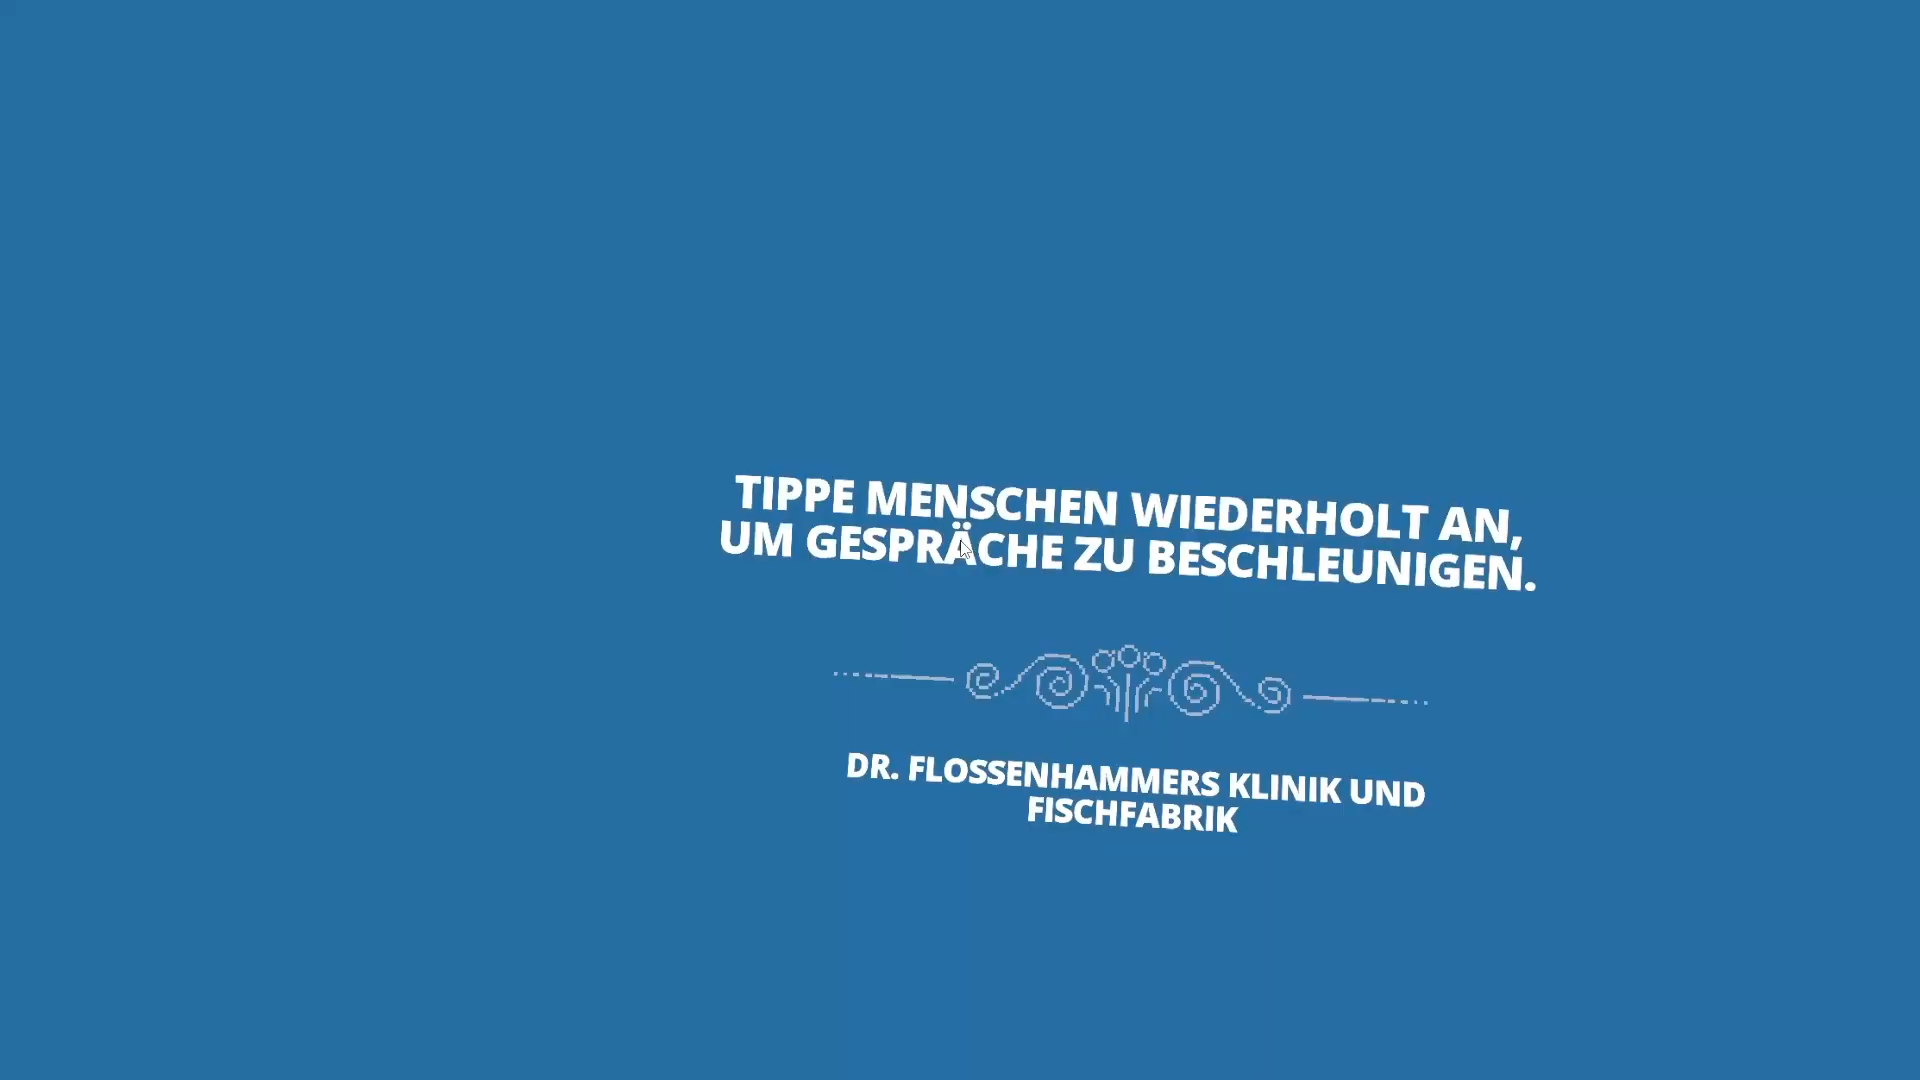 TIPPE MENSCHEN WIEDERHOLT AN,
UM GESPRÄCHE ZU BESCHLEUNIGEN.
DR. FLOSSENHAMMERS KLINIK UND
FISCHFABRIK